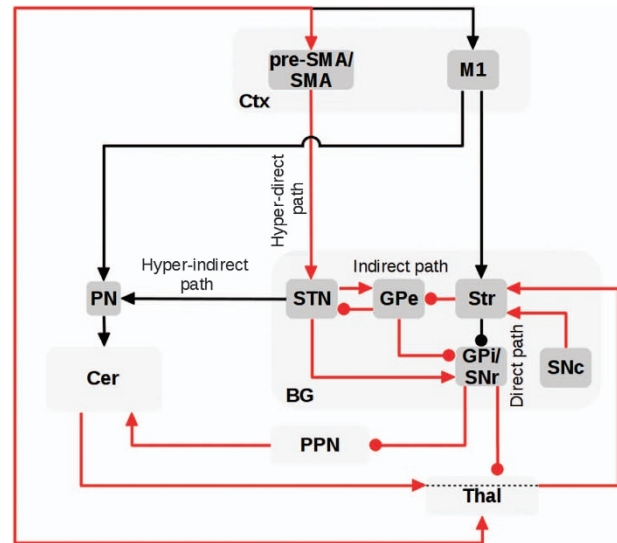 pre-SMA/
SMA
M1
Ctx
Hyper-direct
path
Hyper-indirect
path
Indirect path
PN
STN
GPe
Str
Cer
GPi/
SNr
Direct path
SNc
BG
PPN
Thal